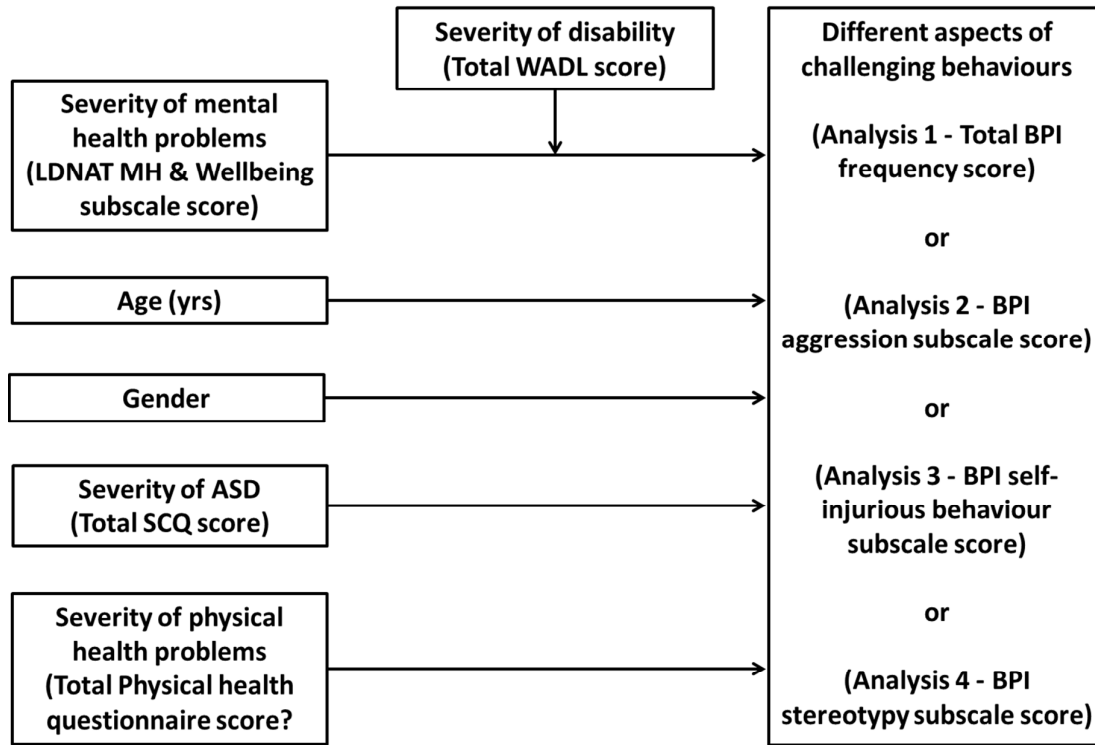 Severity of disability
(Total WADL score)
Severity of mental
health problems
(LDNAT MH & Wellbeing
subscale score)
Age (yrs)
Gender
Severity of ASD
(Total SCQ score)
Severity of physical
health problems
(Total Physical health
questionnaire score?
Different aspects of
challenging behaviours
(Analysis 1 - Total BPI
frequency score)
or
(Analysis 2 - BPI
aggression subscale score)
or
(Analysis 3 - BPI self-
injurious behaviour
subscale score)
or
(Analysis 4 - BPI
stereotypy subscale score)